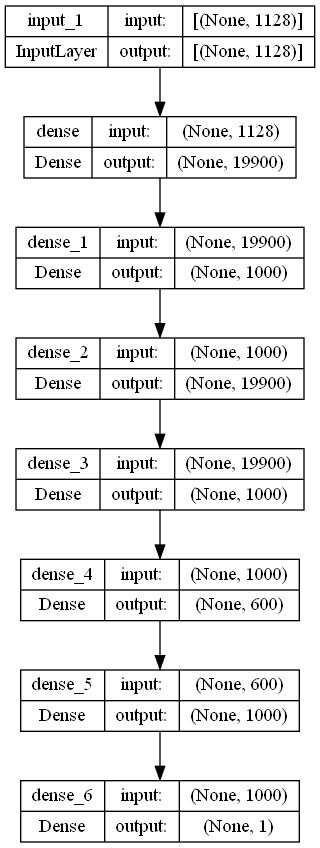 input_1 input: [(None, 1128)]
InputLayer output: [(None, 1128)]
dense input: (None, 1128)
Dense output: (None, 19900)
dense_1 input: (None, 19900)
Dense output: (None, 1000)
dense_2 input: (None, 1000)
Dense output: (None, 19900)
dense_3 input: (None, 19900)
Dense output: (None, 1000)
dense_4 input: (None, 1000)
Dense output: (None, 600)
dense_5 input: (None, 600)
Dense output: (None, 1000)
dense_6 input: (None, 1000)
Dense output: (None, 1)